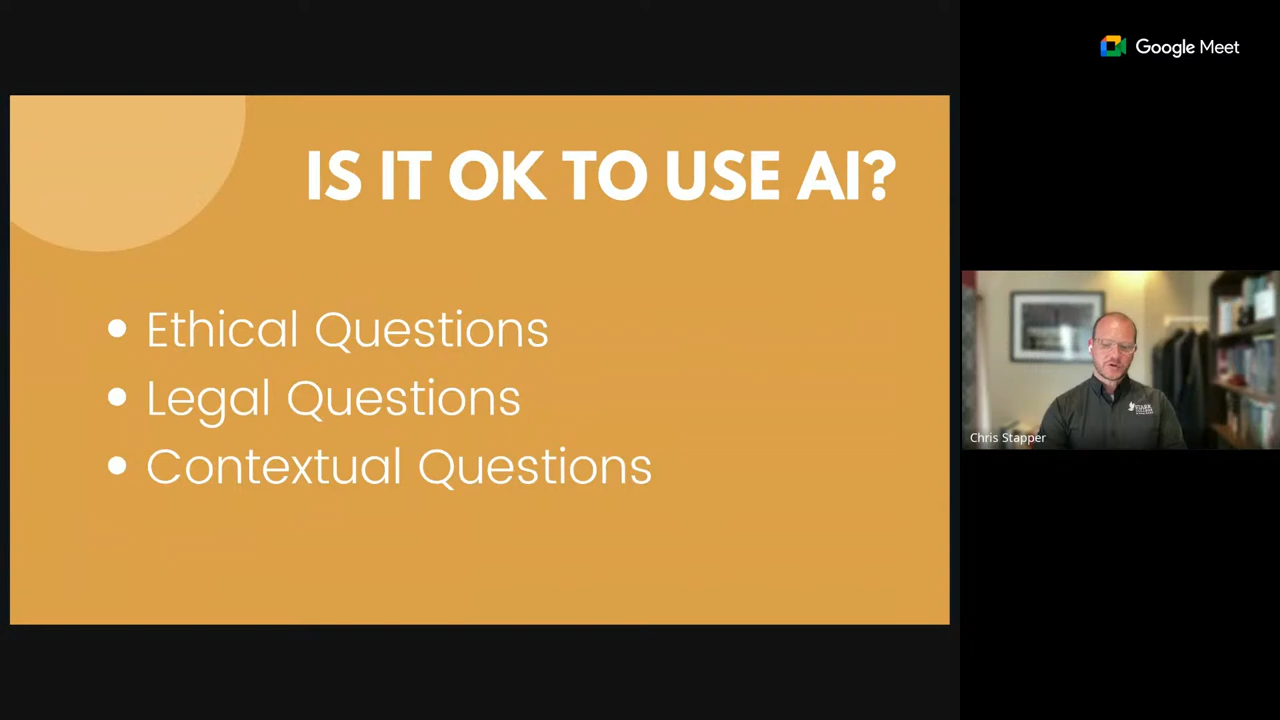 Google Meet
IS IT OK TO USE AI?
• Ethical Questions
• Legal Questions
• Contextual Questions
Chris Stapper